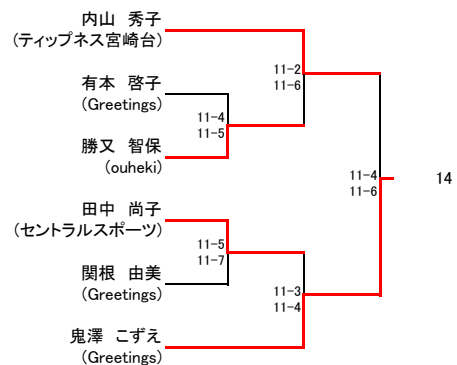 内山　秀子
(ティップネス宮崎台)
11-2
11-6
有本　啓子
(Greetings)
11-4
11-5
勝又　智保
(ouheki)
11-4
11-6
14
田中　尚子
(セントラルスポーツ)
11-5
11-7
関根　由美
(Greetings)
11-3
11-4
鬼澤　こずえ
(Greetings)